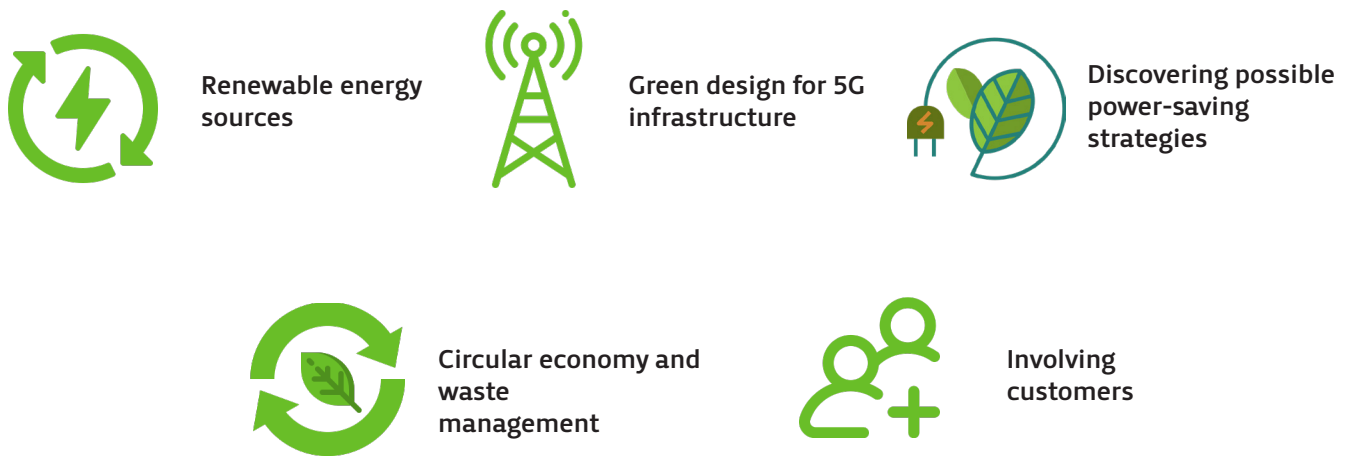 Renewable energy
sources
Green design for 5G
infrastructure
Discovering possible
power-saving
strategies
Circular economy and
waste
management
Involving
customers